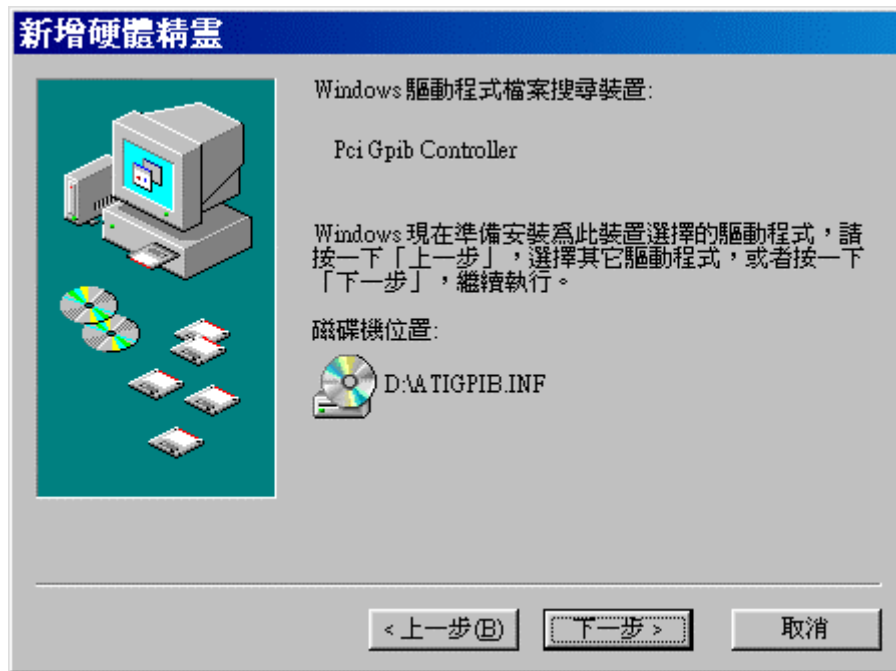 新增硬體精靈
Windows 驅動程式檔案搜尋裝置:
Pci Gpib Controller
Windows 現在準備安裝為此裝置選擇的驅動程式，請
按一下「上一步」，選擇其它驅動程式，或者按一下
「下一步」，繼續執行。
磁碟機位置:
D:\ATIGPIB.INF
< 上一步(B)
下一步 >
取消